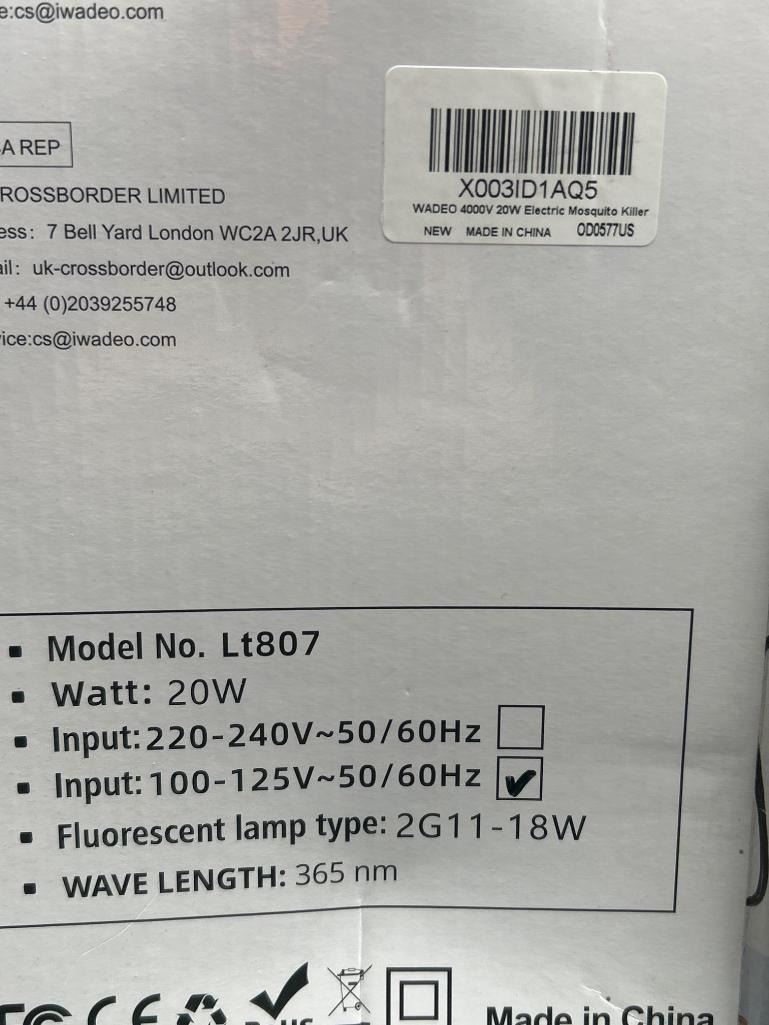 e:cs@iwadeo.com
A REP
ROSSBORDER LIMITED
ess: 7 Bell Yard London WC2A 2JR,UK
ail: uk-crossborder@outlook.com
+44 (0)2039255748
ice:cs@iwadeo.com
X003ID1AQ5
WADEO 4000V 20W Electric Mosquito Killer
NEW MADE IN CHINA OD0577US
Model No. Lt807
Watt: 20W
Input:220-240V~50/60Hz
Input:100-125V~50/60Hz
Fluorescent lamp type: 2G11-18W
WAVE LENGTH: 365 nm
CE
Made in China